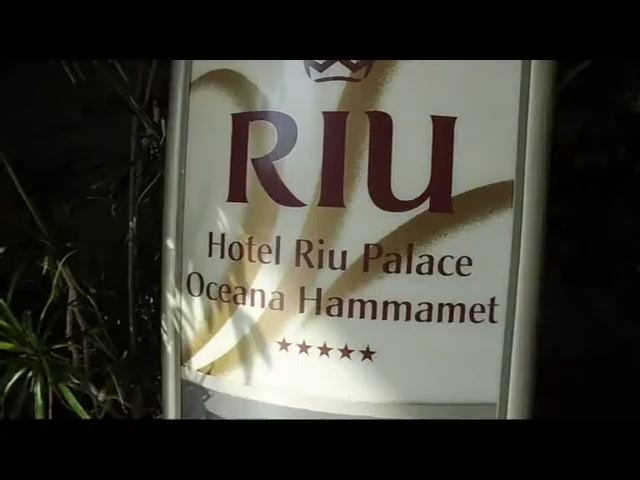 RIU
Hotel Riu Palace
Oceana Hammamet
★★★★★